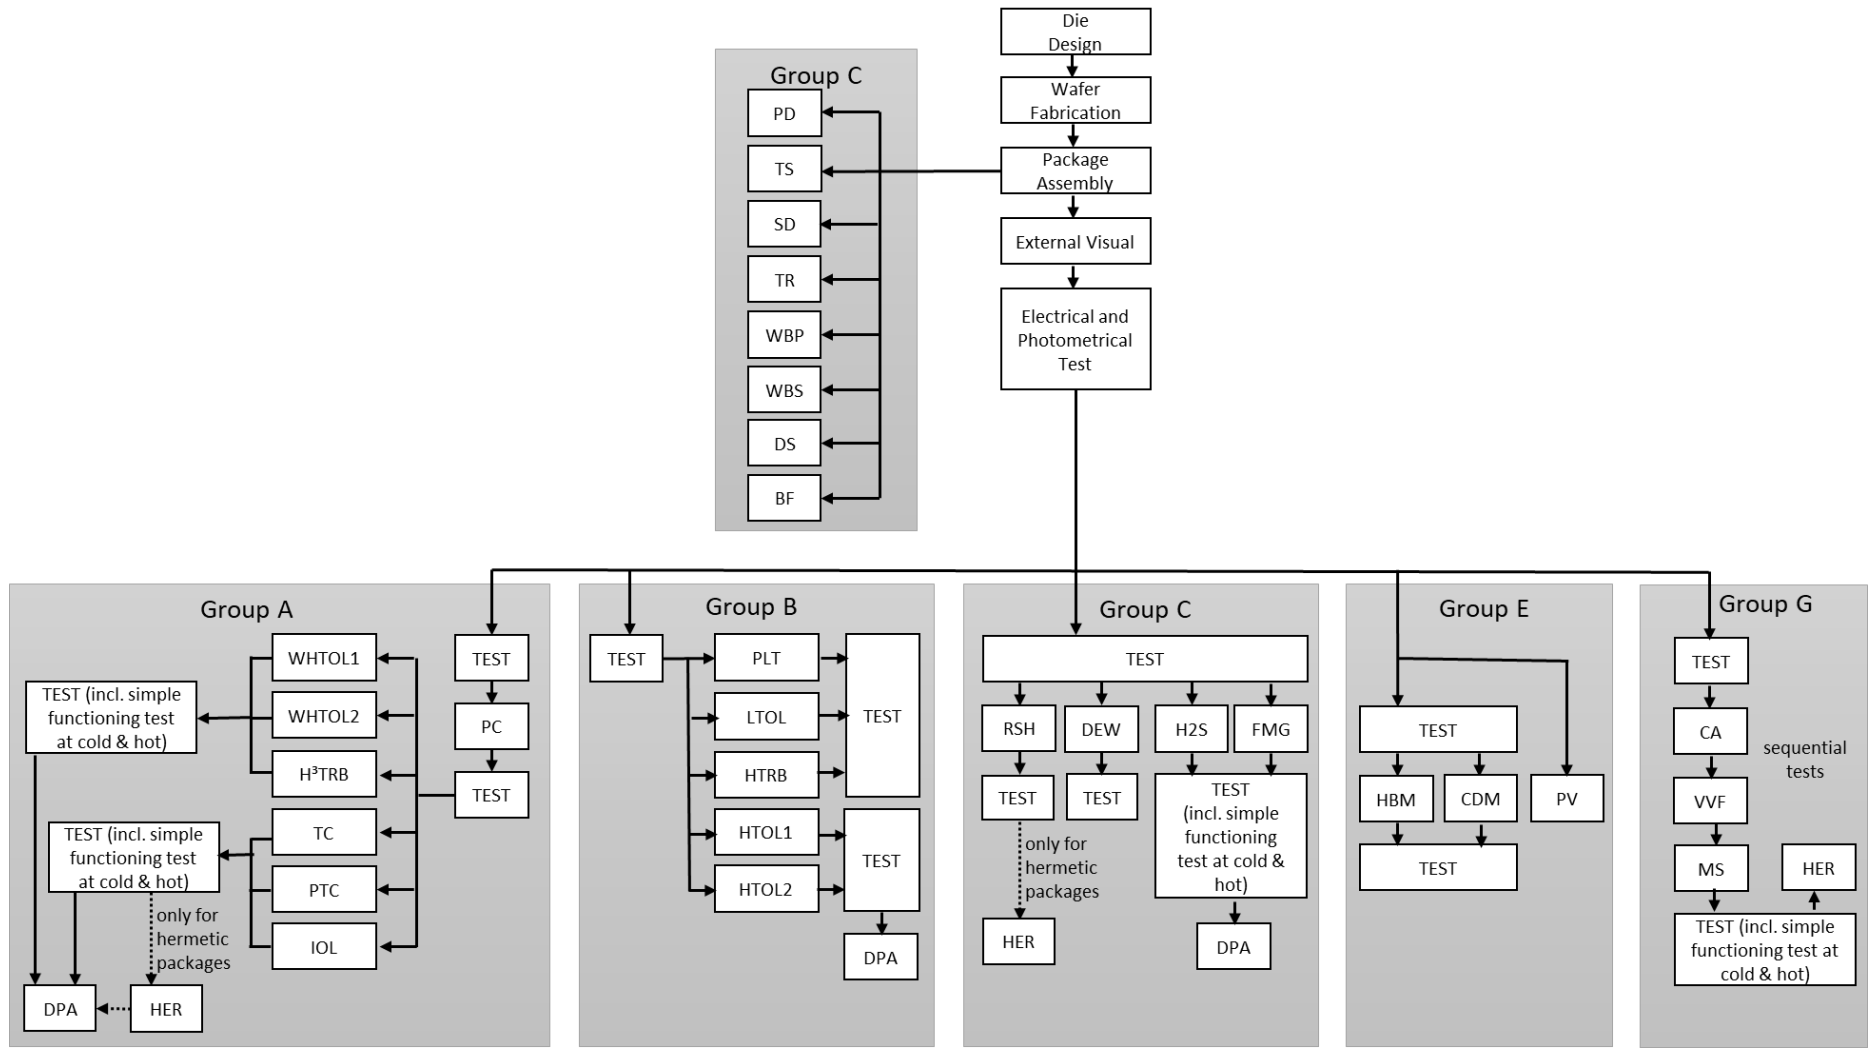 Die
Design
Wafer
Fabrication
Package
Assembly
External Visual
Electrical and
Photometrical
Test
Group C
PD
TS
SD
TR
WBP
WBS
DS
BF
Group A
WHTOL1
TEST
TEST (incl. simple
functioning test
at cold & hot)
WHTOL2
PC
H³TRB
TEST
TEST (incl. simple
functioning test
at cold & hot)
TC
PTC
only for
hermetic
packages
IOL
DPA
HER
Group B
TEST
PLT
LTOL
TEST
HTRB
HTOL1
TEST
HTOL2
DPA
Group C
TEST
RSH
DEW
H2S
FMG
TEST
TEST
TEST
(incl. simple
functioning
test at cold &
hot)
only for
hermetic
packages
HER
DPA
Group E
TEST
HBM
CDM
PV
TEST
Group G
TEST
CA
sequential
tests
VVF
MS
HER
TEST (incl. simple
functioning test at
cold & hot)